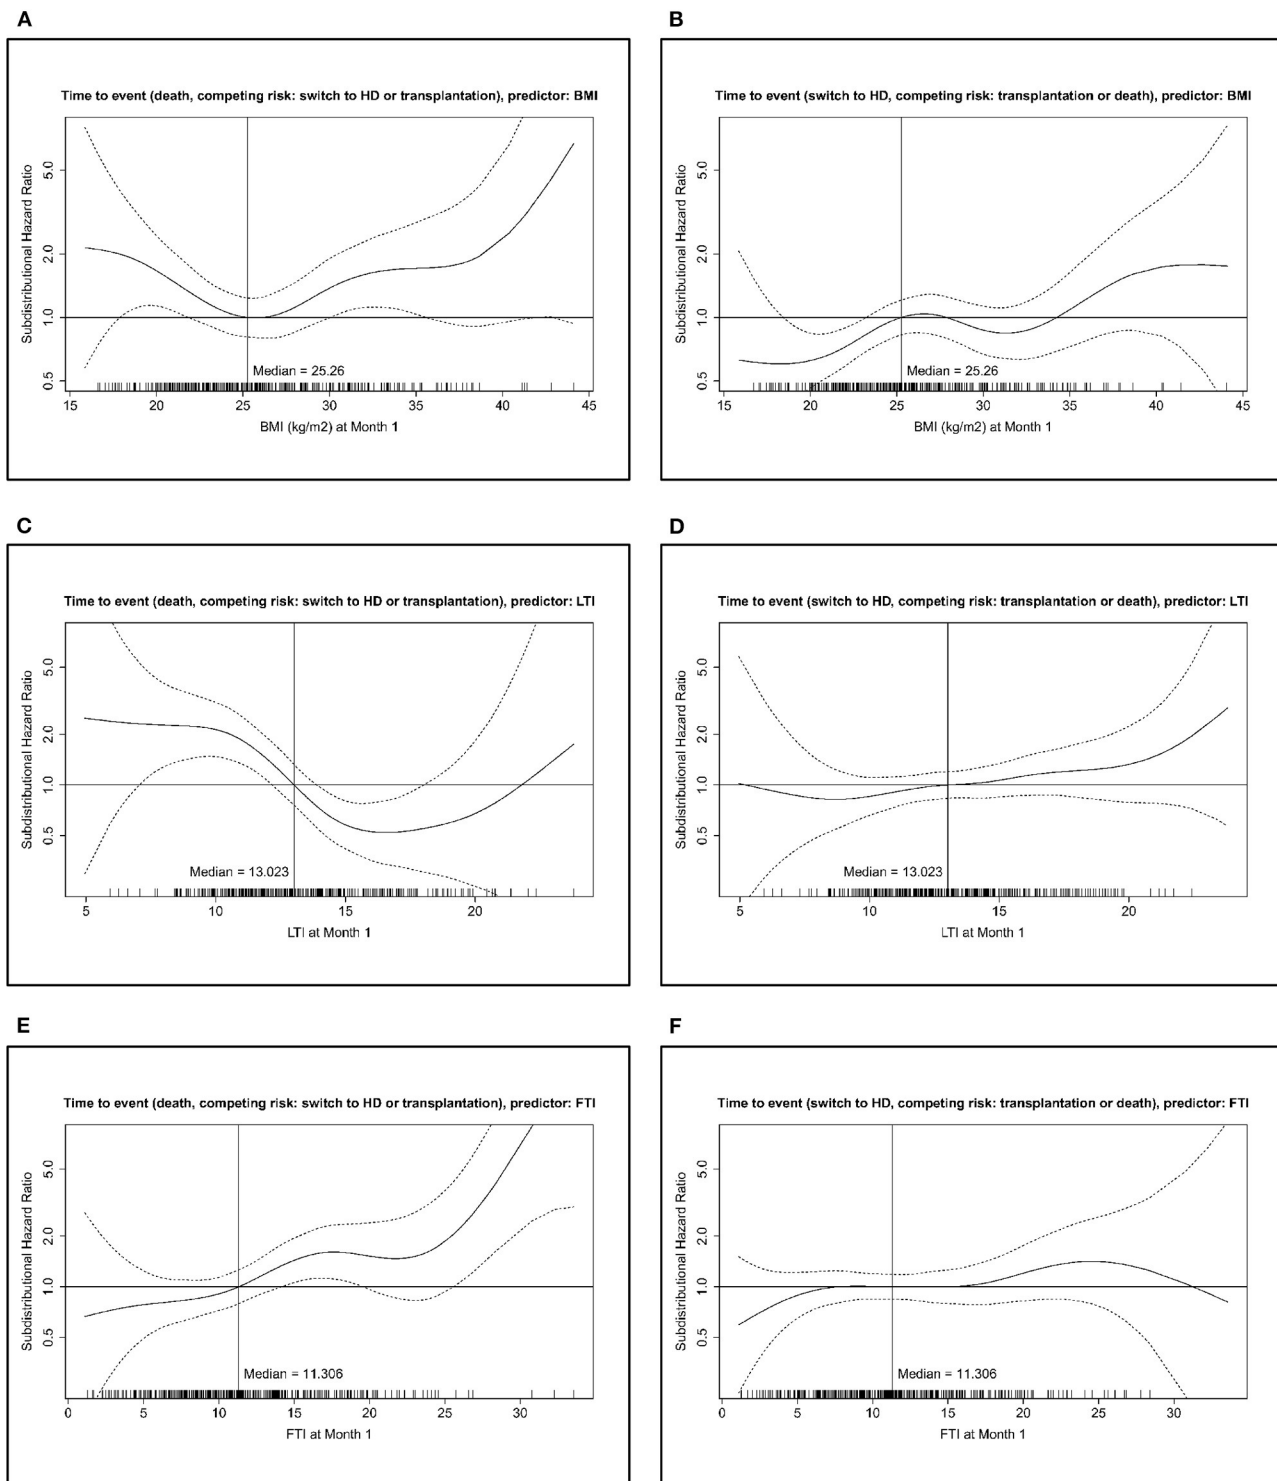 A
Time to event (death, competing risk: switch to HD or transplantation), predictor: BMI
Subdistributional Hazard Ratio
5.0
2.0
1.0
0.5
Median = 25.26
15 20 25 30 35 40 45
BMI (kg/m2) at Month 1
B
Time to event (switch to HD, competing risk: transplantation or death), predictor: BMI
Subdistributional Hazard Ratio
5.0
2.0
1.0
0.5
Median = 25.26
15 20 25 30 35 40 45
BMI (kg/m2) at Month 1
C
Time to event (death, competing risk: switch to HD or transplantation), predictor: LTI
Subdistributional Hazard Ratio
5.0
2.0
1.0
0.5
Median = 13.023
5 10 15 20
LTI at Month 1
D
Time to event (switch to HD, competing risk: transplantation or death), predictor: LTI
Subdistributional Hazard Ratio
5.0
2.0
1.0
0.5
Median = 13.023
5 10 15 20
LTI at Month 1
E
Time to event (death, competing risk: switch to HD or transplantation), predictor: FTI
Subdistributional Hazard Ratio
5.0
2.0
1.0
0.5
Median = 11.306
0 5 10 15 20 25 30
FTI at Month 1
F
Time to event (switch to HD, competing risk: transplantation or death), predictor: FTI
Subdistributional Hazard Ratio
5.0
2.0
1.0
0.5
Median = 11.306
0 5 10 15 20 25 30
FTI at Month 1